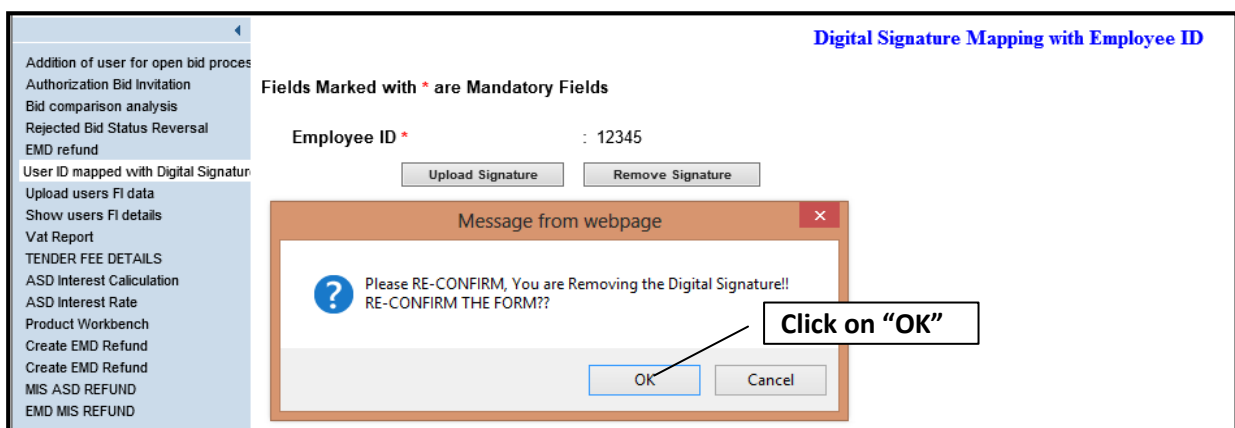 Digital Signature Mapping with Employee ID
Addition of user for open bid proces
Authorization Bid Invitation
Bid comparison analysis
Rejected Bid Status Reversal
EMD refund
User ID mapped with Digital Signatur
Upload users FI data
Show users FI details
Vat Report
TENDER FEE DETAILS
ASD Interest Caliculation
ASD Interest Rate
Product Workbench
Create EMD Refund
Create EMD Refund
MIS ASD REFUND
EMD MIS REFUND
Fields Marked with * are Mandatory Fields
Employee ID * : 12345
Upload Signature Remove Signature
Message from webpage
Please RE-CONFIRM, You are Removing the Digital Signature!!
RE-CONFIRM THE FORM??
Click on “OK”
OK Cancel